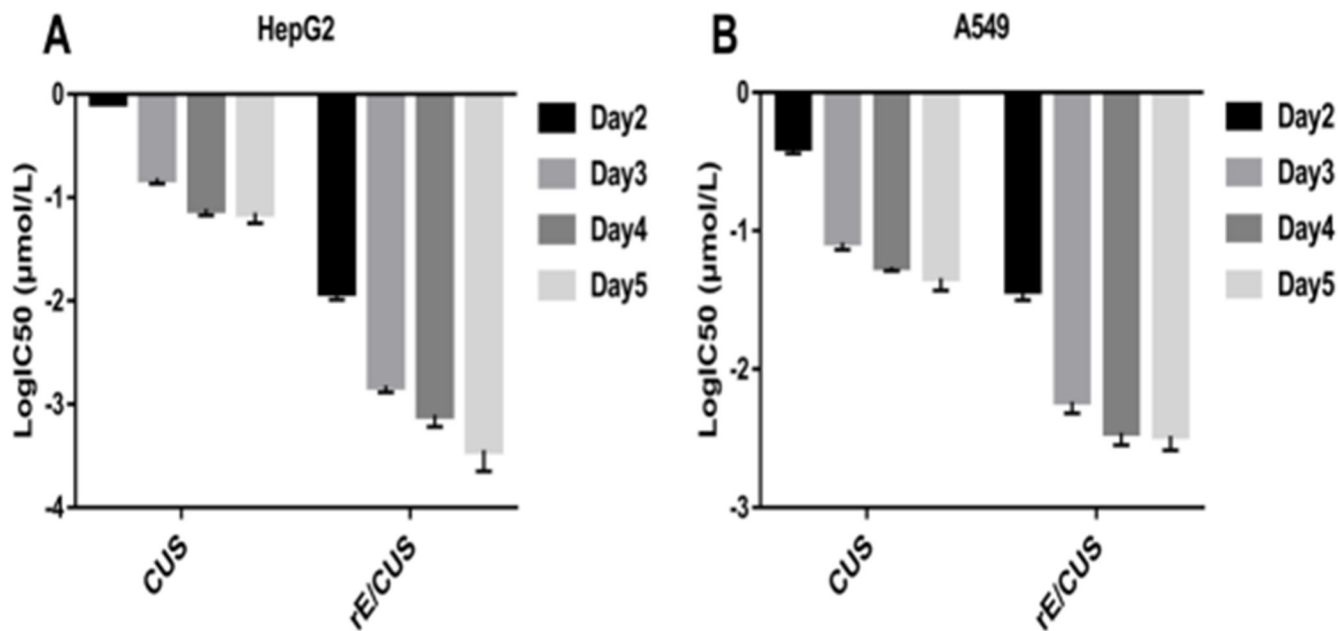 A
HepG2
LogIC50 (μmol/L)
0
-1
-2
-3
-4
CUS
rE/CUS
Day2
Day3
Day4
Day5
B
A549
LogIC50 (μmol/L)
0
-1
-2
-3
CUS
rE/CUS
Day2
Day3
Day4
Day5